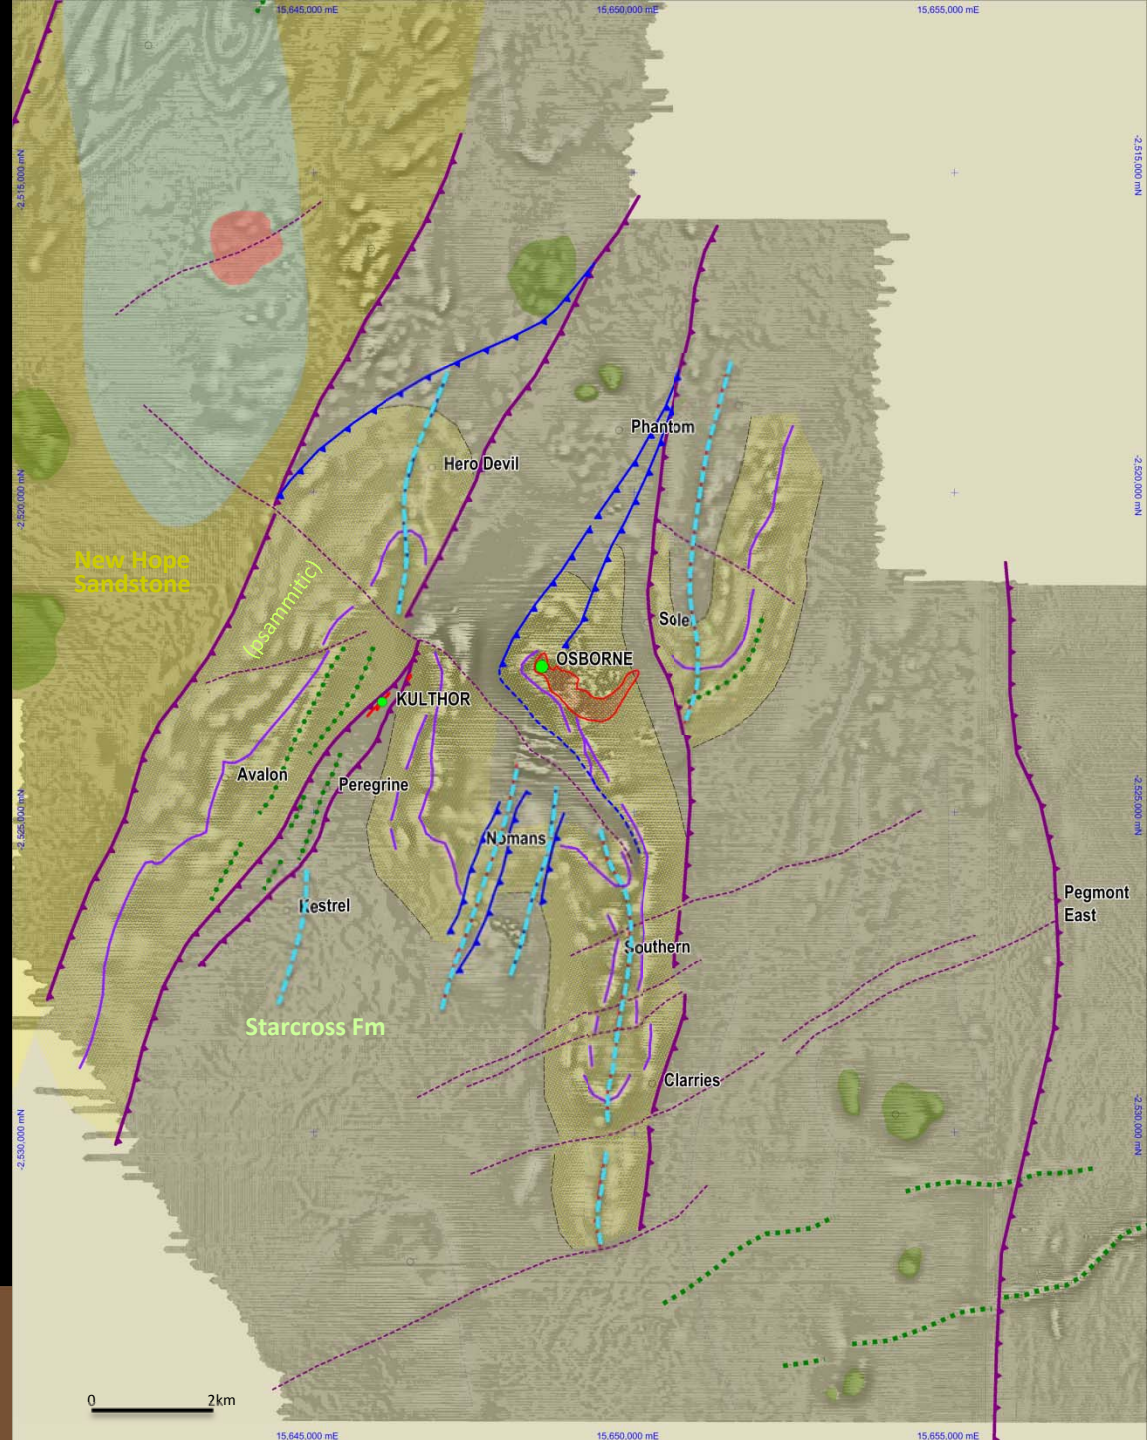 15,645,000 mE
15,650,000 mE
15,655,000 mE
-2,515,000 mN
-2,515,000 mN
Phantom
Hero Devil
-2,520,000 mN
-2,520,000 mN
New Hope
Sandstone
(psammitic)
Sole
OSBORNE
KULTHOR
Avalon
Peregrine
Nomans
-2,525,000 mN
-2,525,000 mN
Kestrel
Pegmont
East
Southern
Starcross Fm
Clarries
-2,530,000 mN
-2,530,000 mN
0
2km
15,645,000 mE
15,650,000 mE
15,655,000 mE